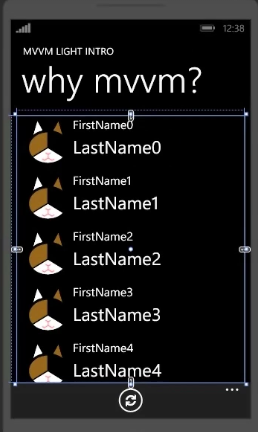 12:38
MVVM LIGHT INTRO
why mvvm?
FirstName0
LastName0
FirstName1
LastName1
FirstName2
LastName2
FirstName3
LastName3
FirstName4
LastName4